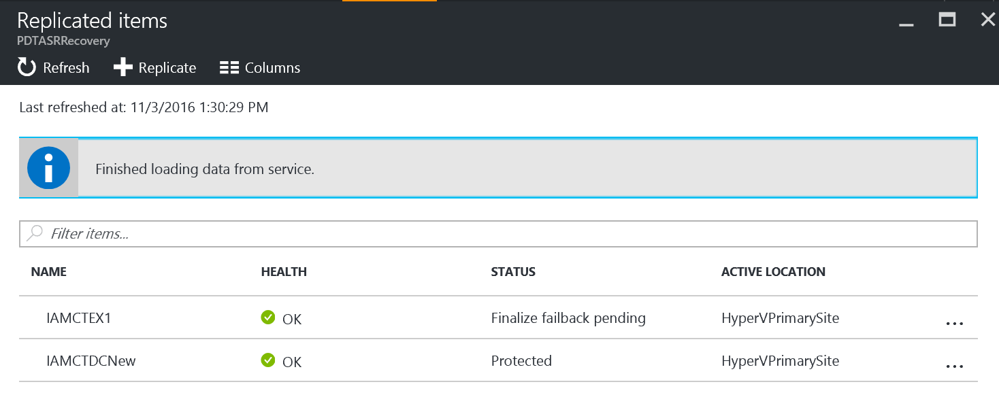 Replicated items
PDTASRRecovery
Refresh Replicate Columns
Last refreshed at: 11/3/2016 1:30:29 PM
Finished loading data from service.
Filter items...
NAME HEALTH STATUS ACTIVE LOCATION
IAMCTEX1 OK Finalize failback pending HyperVPrimarySite ...
IAMCTDCNew OK Protected HyperVPrimarySite ...